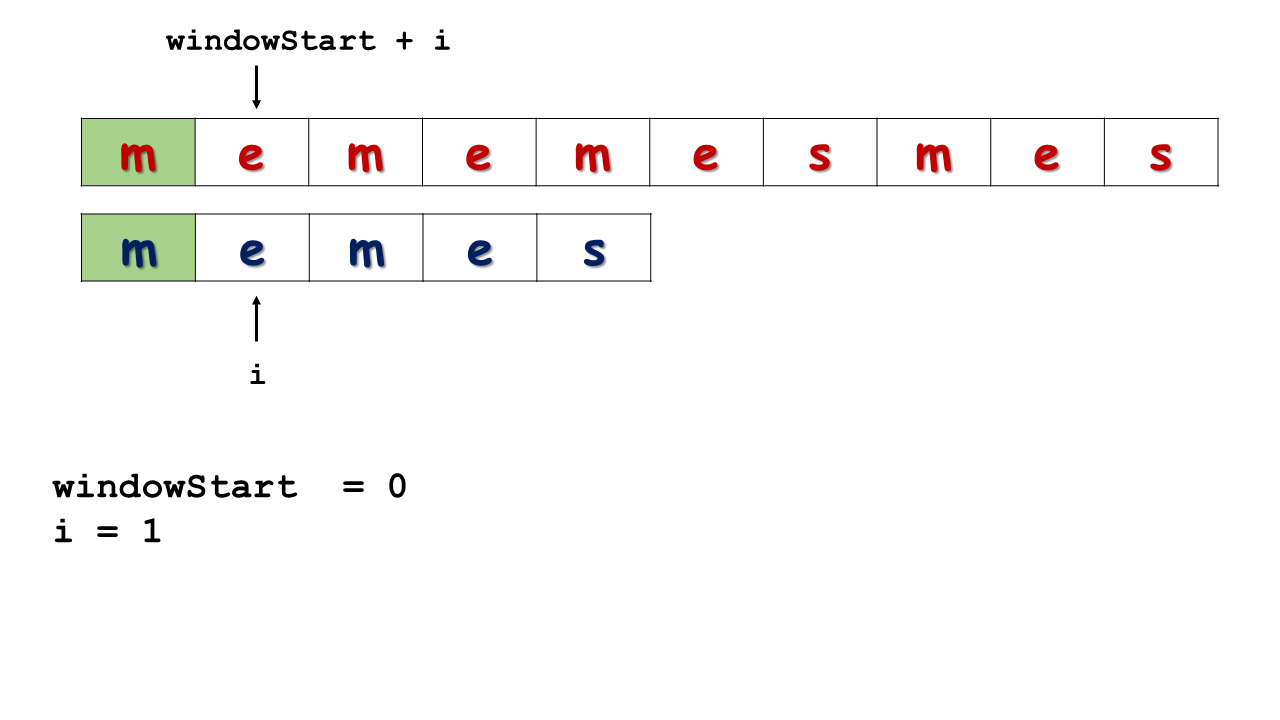 windowStart + i
m e m e m e s m e s
m e m e s
i
windowStart  = 0
i = 1